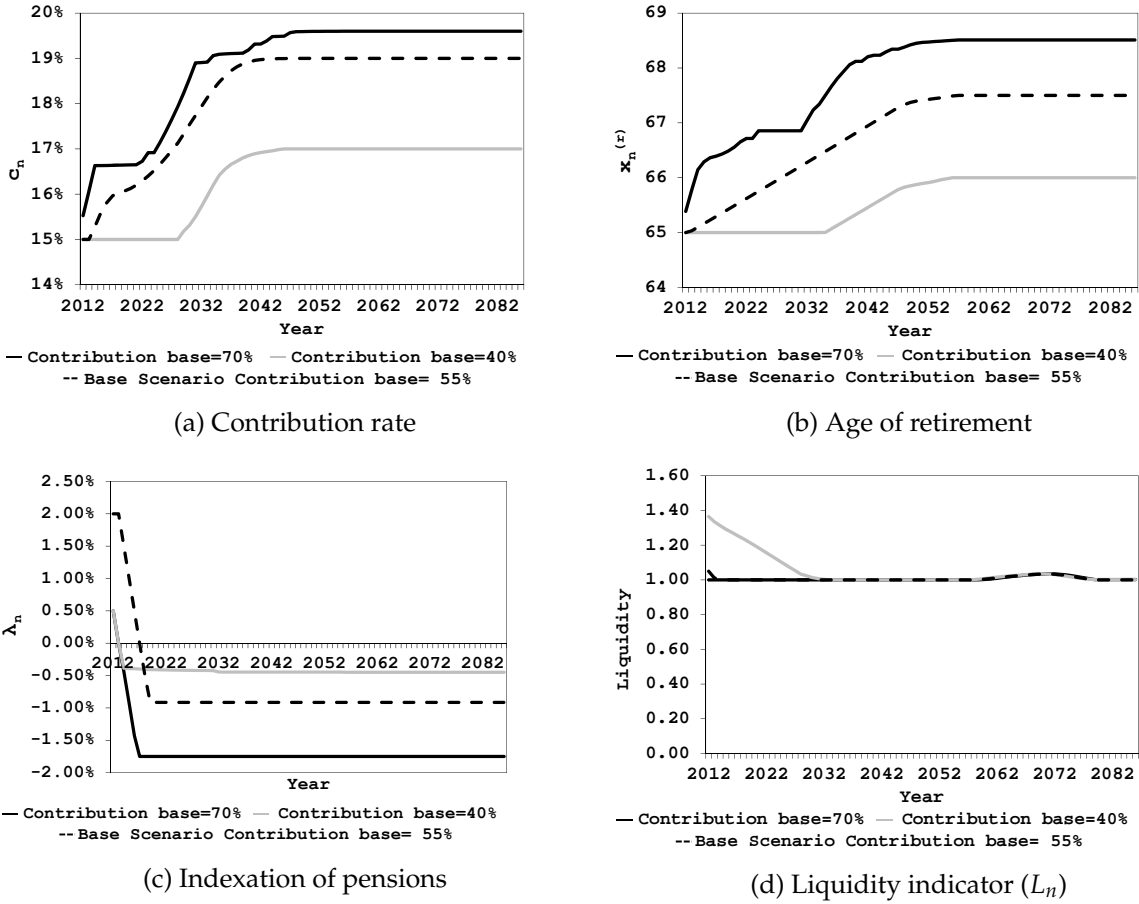 20%
19%
18%
17%
16%
15%
14%
c_n
2012 2022 2032 2042 2052 2062 2072 2082
Year
Contribution base=70% Contribution base=40%
Base Scenario Contribution base= 55%
(a) Contribution rate
69
68
67
66
65
64
x_n^(r)
2012 2022 2032 2042 2052 2062 2072 2082
Year
Contribution base=70% Contribution base=40%
Base Scenario Contribution base= 55%
(b) Age of retirement
2.50%
2.00%
1.50%
1.00%
0.50%
0.00%
-0.50%
-1.00%
-1.50%
-2.00%
λ_n
2012 2022 2032 2042 2052 2062 2072 2082
Year
Contribution base=70% Contribution base=40%
Base Scenario Contribution base= 55%
(c) Indexation of pensions
1.60
1.40
1.20
1.00
0.80
0.60
0.40
0.20
0.00
Liquidity
2012 2022 2032 2042 2052 2062 2072 2082
Year
Contribution base=70% Contribution base=40%
Base Scenario Contribution base= 55%
(d) Liquidity indicator (L_n)